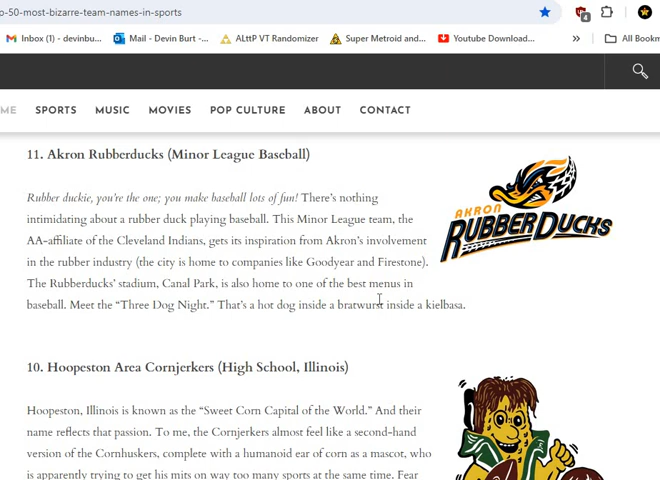 o-50-most-bizarre-team-names-in-sports
4
Inbox (1) - devinbu...
Mail - Devin Burt -...
ALttP VT Randomizer
Super Metroid and...
Youtube Download...
»
All Bookm
ME
SPORTS
MUSIC
MOVIES
POP CULTURE
ABOUT
CONTACT
11. Akron Rubberducks (Minor League Baseball)
Rubber duckie, you're the one; you make baseball lots of fun! There's nothing
intimidating about a rubber duck playing baseball. This Minor League team, the
AA-affiliate of the Cleveland Indians, gets its inspiration from Akron's involvement
in the rubber industry (the city is home to companies like Goodyear and Firestone).
The Rubberducks' stadium, Canal Park, is also home to one of the best menus in
baseball. Meet the “Three Dog Night.” That's a hot dog inside a bratwurst inside a kielbasa.
AKRON
RUBBERDUCKS
10. Hoopeston Area Cornjerkers (High School, Illinois)
Hoopeston, Illinois is known as the “Sweet Corn Capital of the World.” And their
name reflects that passion. To me, the Cornjerkers almost feel like a second-hand
version of the Cornhuskers, complete with a humanoid ear of corn as a mascot, who
is apparently trying to get his mits on way too many sports at the same time. Fear